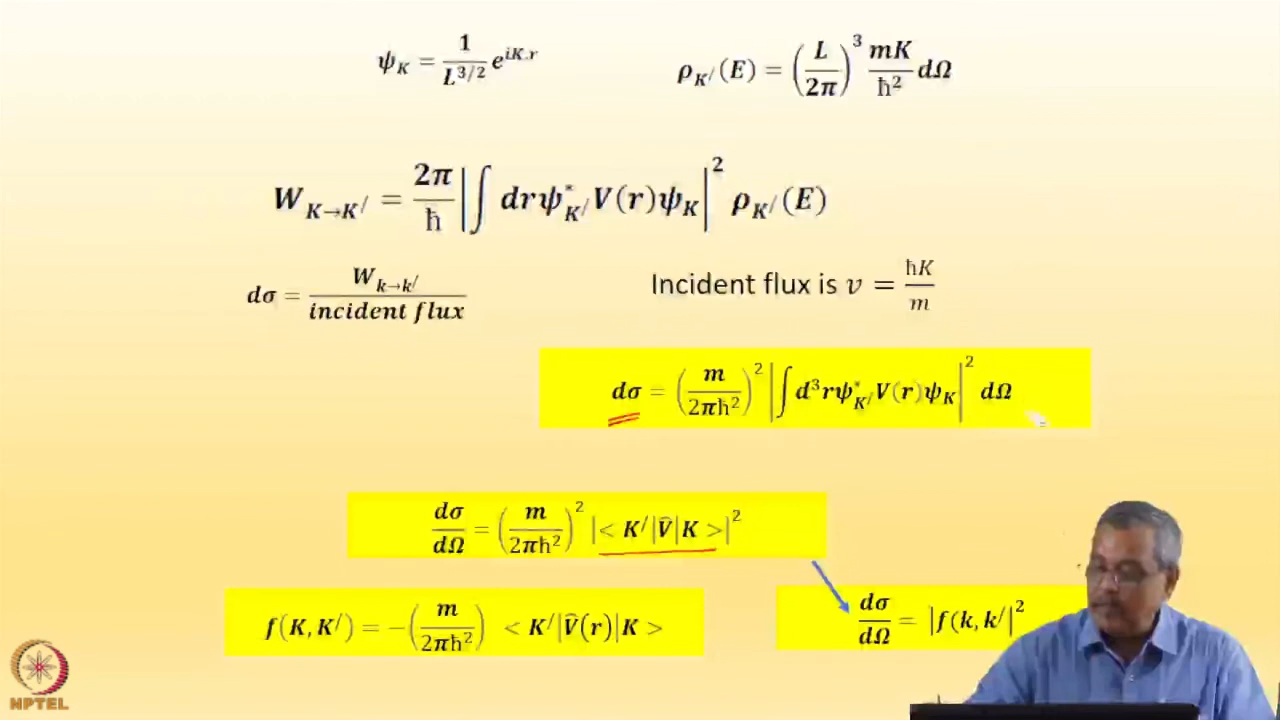 ψ_K = 1/L^{3/2} e^{iK.r}
ρ_{K/}(E) = (L/2π)^3 mK/ħ^2 dΩ
W_{K→K/} = 2π/ħ |∫ drψ*_{K/}V(r)ψ_K|^2 ρ_{K/}(E)
dσ = W_{k→k/}/incident flux
Incident flux is v = ħK/m
dσ = (m/2πħ^2)^2 |∫ d^3rψ*_{K/}V(r)ψ_K|^2 dΩ
dσ/dΩ = (m/2πħ^2)^2 |< K/|V̂|K >|^2
f(K, K/) = −(m/2πħ^2) < K/|V̂(r)|K >
dσ/dΩ = |f(k, k/|^2
NPTEL